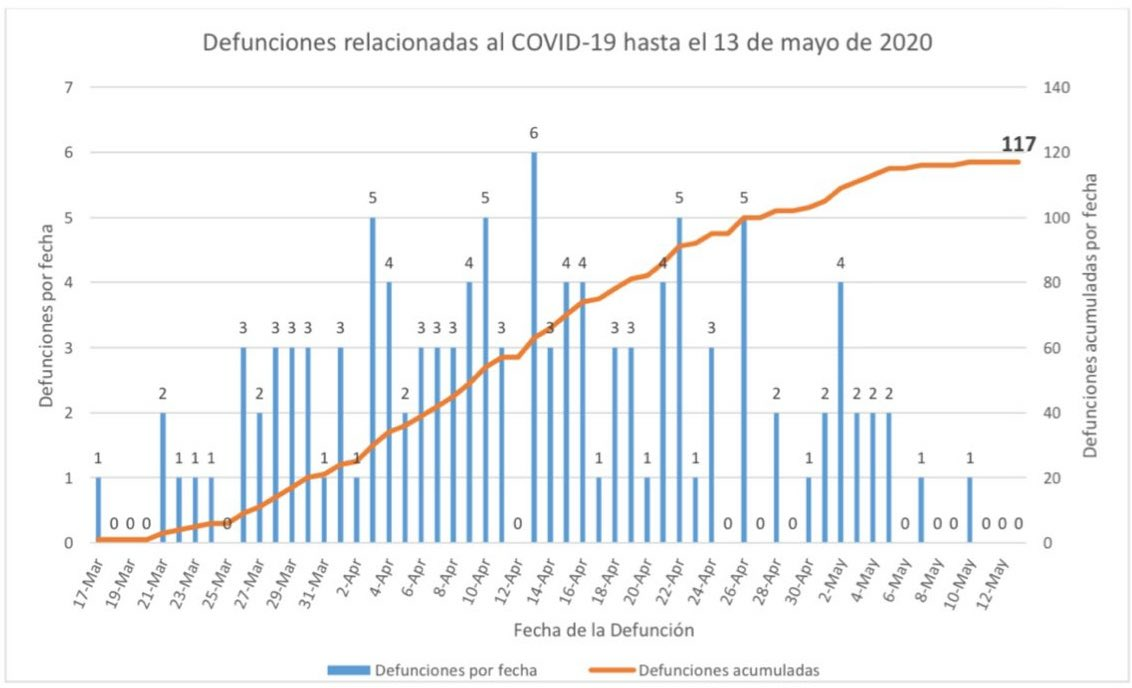 Defunciones relacionadas al COVID-19 hasta el 13 de mayo de 2020
7 140
6 120
5 100
4 80
3 60
2 40
1 20
0 0
Defunciones por fecha
Defunciones acumuladas por fecha
1 0 0 0 2 1 1 1 0 3 2 3 3 3 1 3 1 5 4 2 3 3 3 4 5 3 0 6 3 4 4 1 3 3 1 4 5 1 3 0 5 0 2 0 1 2 4 2 2 2 0 1 0 0 1 0 0 0
117
17-Mar 19-Mar 21-Mar 23-Mar 25-Mar 27-Mar 29-Mar 31-Mar 2-Apr 4-Apr 6-Apr 8-Apr 10-Apr 12-Apr 14-Apr 16-Apr 18-Apr 20-Apr 22-Apr 24-Apr 26-Apr 28-Apr 30-Apr 2-May 4-May 6-May 8-May 10-May 12-May
Fecha de la Defunción
Defunciones por fecha Defunciones acumuladas